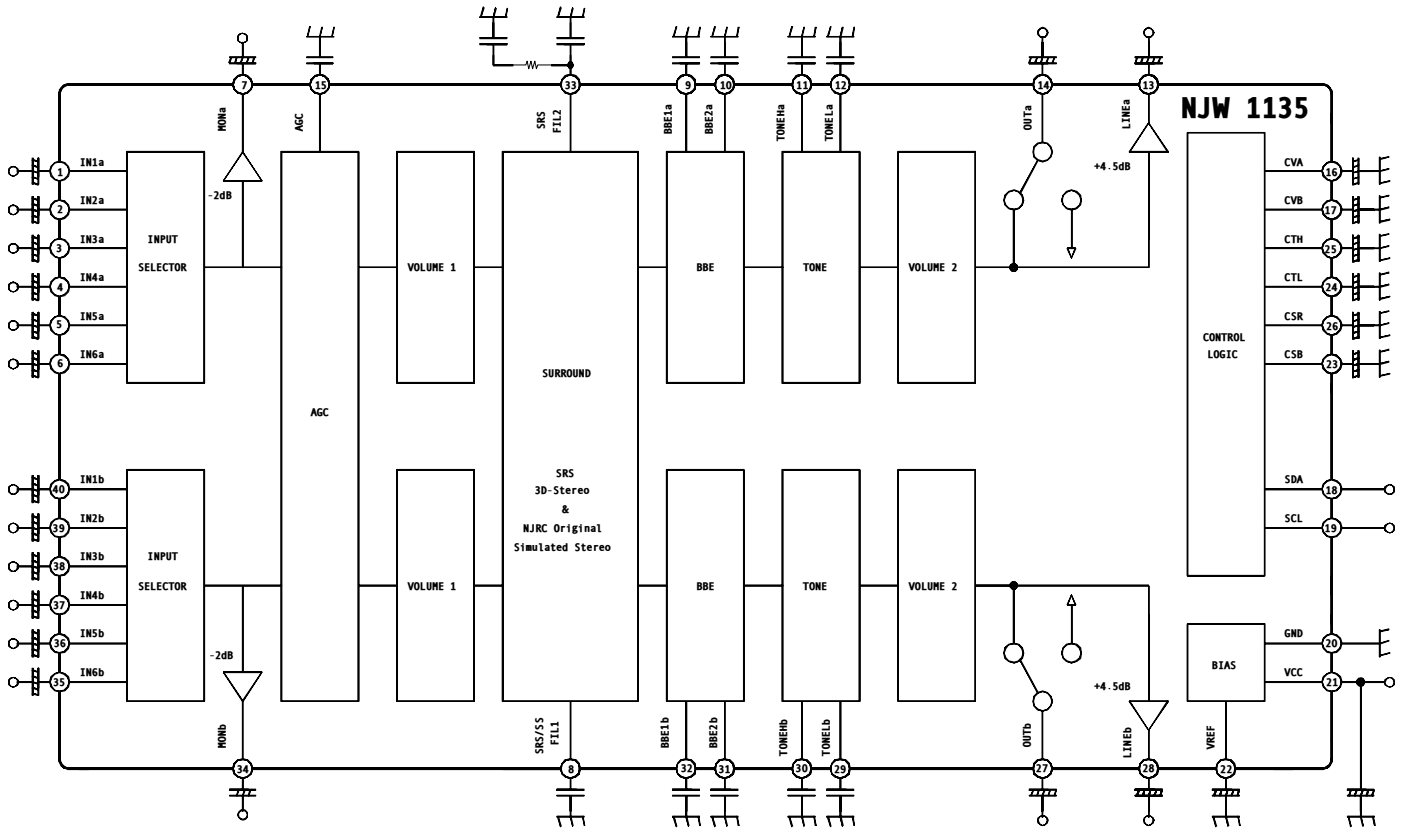 7
15
33
9
10
11
12
14
13
MONa
AGC
SRS
FIL2
BBE1a
BBE2a
TONEHa
TONELa
OUTa
LINEa
NJW 1135
1 IN1a
2 IN2a
3 IN3a
4 IN4a
5 IN5a
6 IN6a
-2dB
+4.5dB
INPUT
SELECTOR
VOLUME 1
BBE
TONE
VOLUME 2
CVA 16
CVB 17
CTH 25
CTL 24
CSR 26
CSB 23
CONTROL
LOGIC
SURROUND
AGC
SRS
3D-Stereo
&
NJRC Original
Simulated Stereo
40 IN1b
39 IN2b
38 IN3b
37 IN4b
36 IN5b
35 IN6b
INPUT
SELECTOR
VOLUME 1
BBE
TONE
VOLUME 2
SDA 18
SCL 19
GND 20
VCC 21
BIAS
-2dB
+4.5dB
MONb
SRS/SS
FIL1
BBE1b
BBE2b
TONEHb
TONELb
OUTb
LINEb
VREF
34
8
32
31
30
29
27
28
22